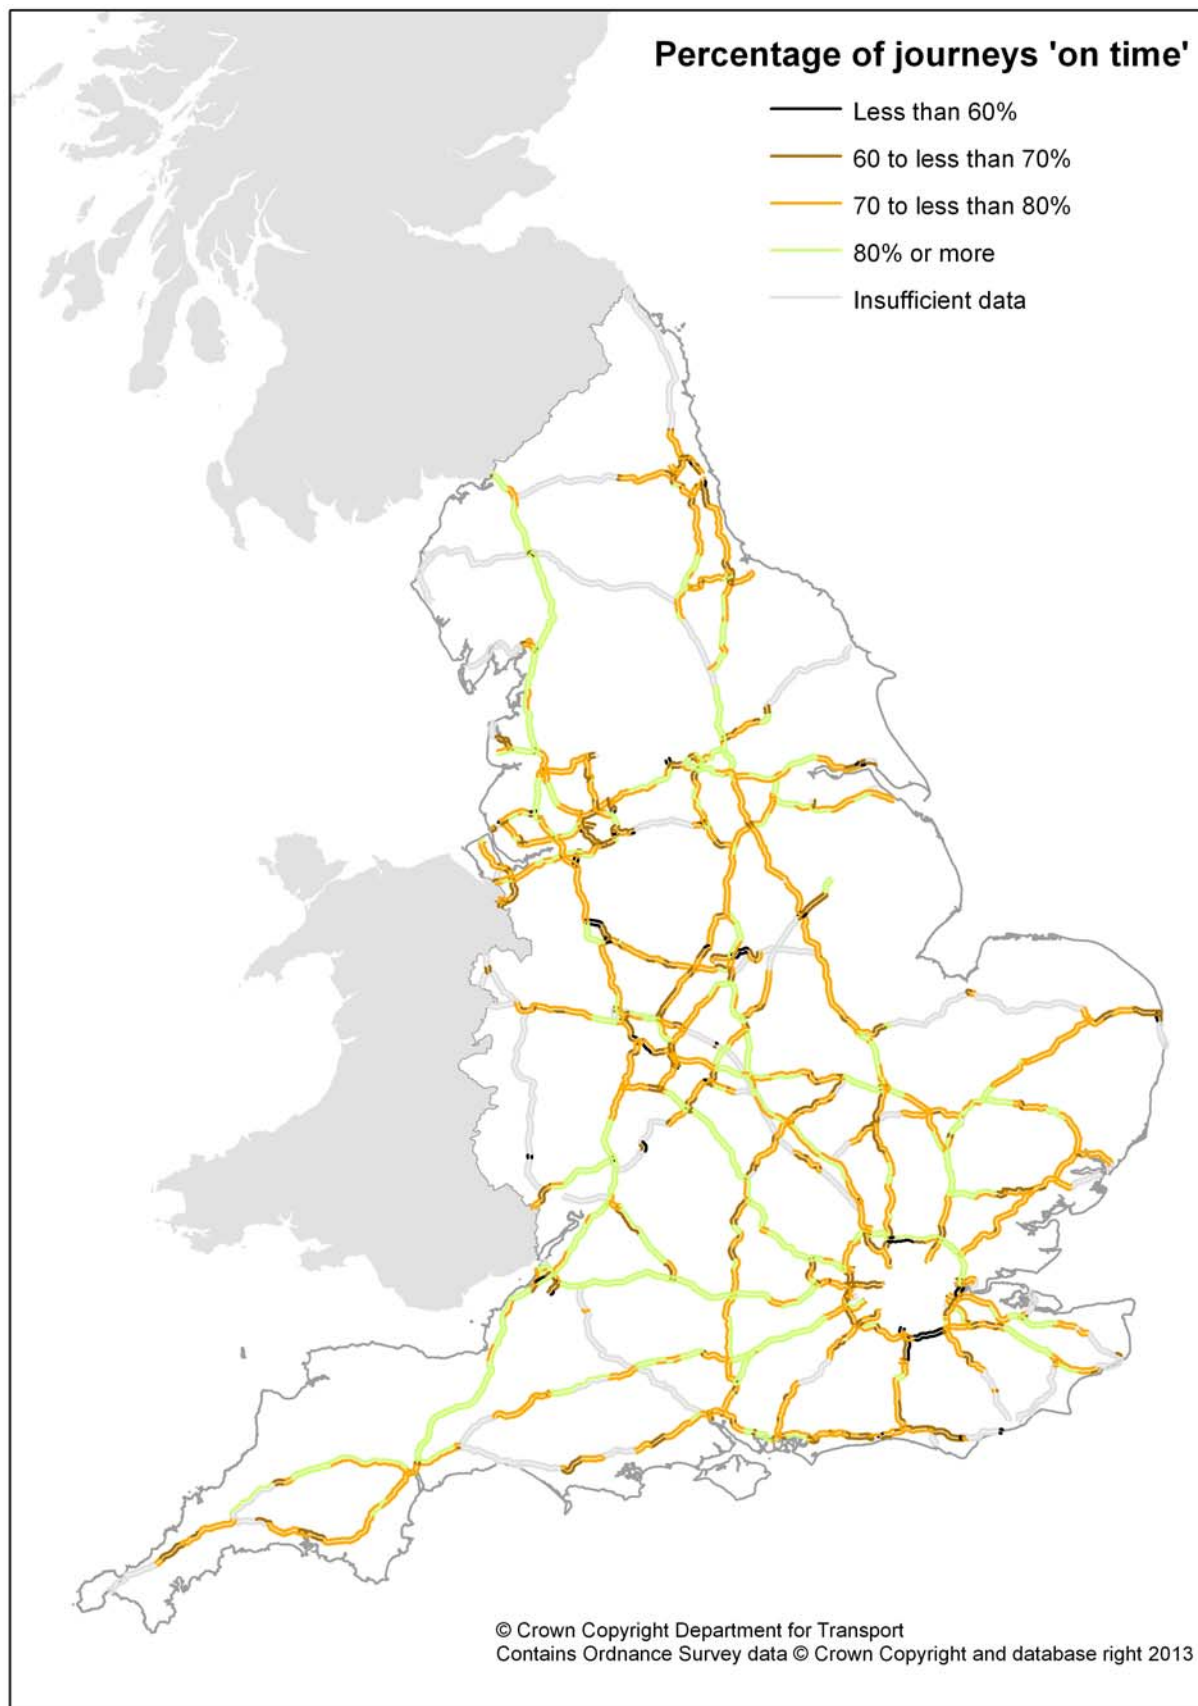 Percentage of journeys 'on time'
Less than 60%
60 to less than 70%
70 to less than 80%
80% or more
Insufficient data
© Crown Copyright Department for Transport
Contains Ordnance Survey data © Crown Copyright and database right 2013